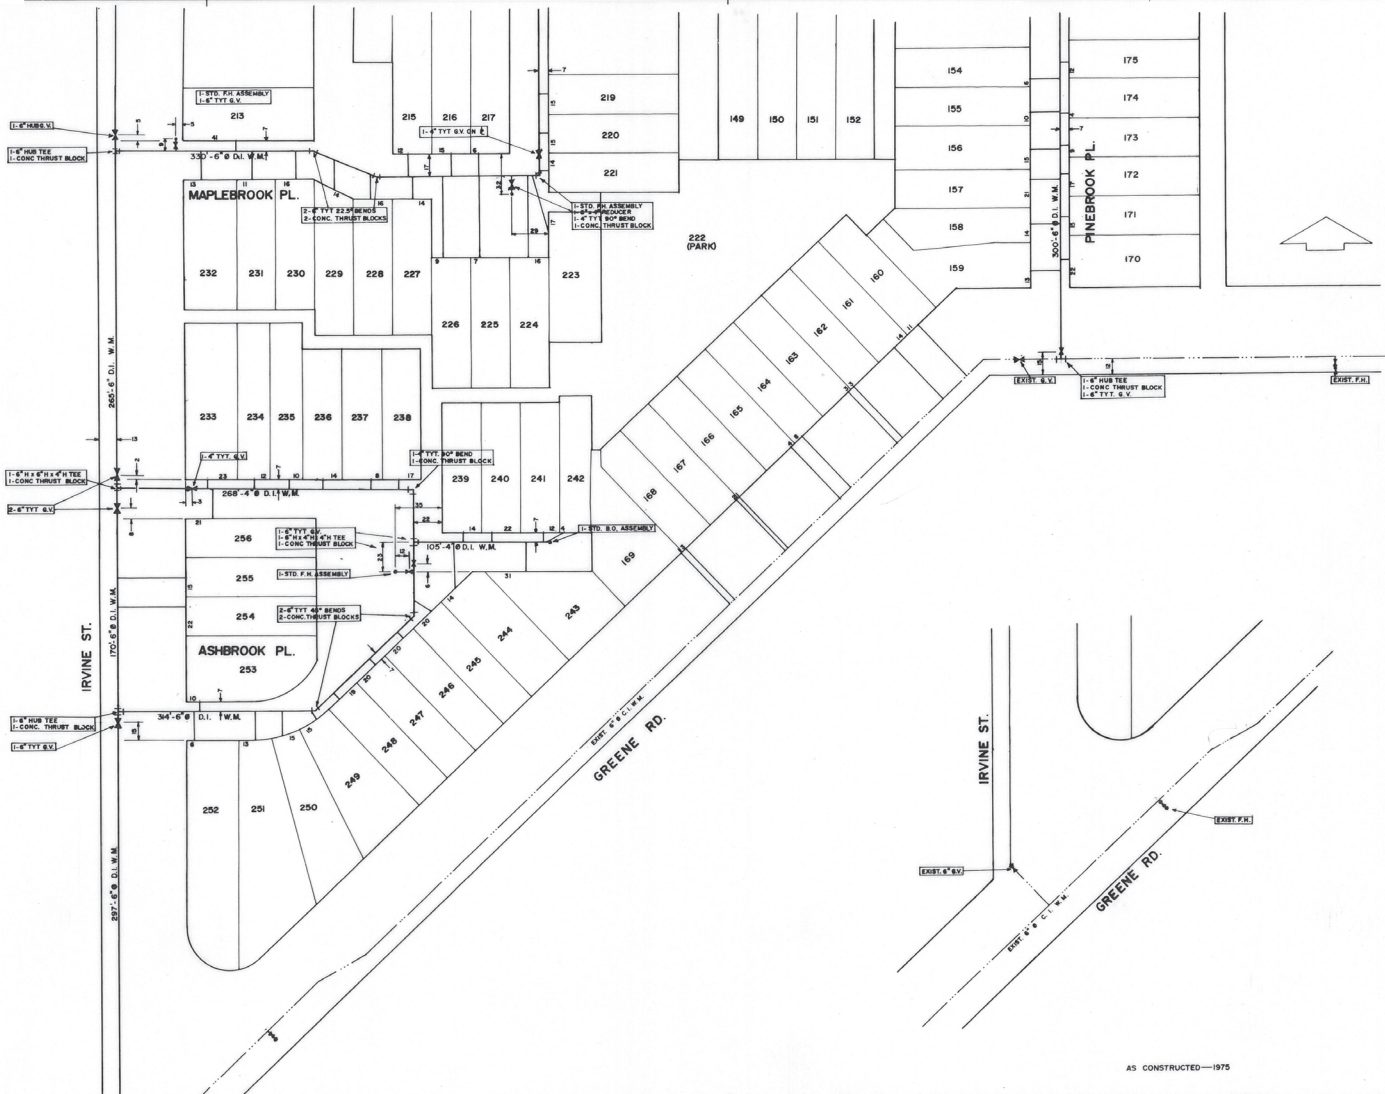 1-STD. F.H. ASSEMBLY
1-6" TYT G.V.
213
1-6" HUB G.V.
1-6" HUB TEE
1-CONC THRUST BLOCK
330'-6"Ø D.I. W.M.
MAPLEBROOK PL.
2-6" TYT 22.5° BENDS
2-CONC. THRUST BLOCKS
215
216
217
219
220
221
1-STD. F.H. ASSEMBLY
1-4" TYT 90° BEND
1-CONC. THRUST BLOCK
149
150
151
152
222
(PARK)
154
155
156
157
158
159
175
174
173
172
171
170
300'-6"Ø D.I. W.M.
PINEBROOK PL.
232
231
230
229
228
227
226
225
224
223
160
161
162
163
164
165
166
167
168
169
EXIST. G.V.
1-6" HUB TEE
1-CONC THRUST BLOCK
1-6" TYT. G.V.
EXIST. F.H.
265'-6" D.I. W.M.
233
234
235
236
237
238
239
240
241
242
1-4" TYT. G.V.
1-4" TYT. 90° BEND
1-CONC. THRUST BLOCK
1-6"H x 6"H x 4"H TEE
1-CONC THRUST BLOCK
2-6" TYT G.V.
268'-4"Ø D.I. W.M.
1-6" TYT G.V.
1-6"H x 4"H x 4"H TEE
1-CONC THRUST BLOCK
105'-4"Ø D.I. W.M.
1-STD. B.O. ASSEMBLY
1-STD. F.H. ASSEMBLY
2-6" TYT 45° BENDS
2-CONC. THRUST BLOCKS
256
255
254
ASHBROOK PL.
253
IRVINE ST.
170'-6"Ø D.I. W.M.
1-6" HUB TEE
1-CONC. THRUST BLOCK
1-6" TYT G.V.
314'-6"Ø D.I. W.M.
243
244
245
246
247
248
249
250
251
252
297'-6"Ø D.I. W.M.
EXIST. 6"Ø C.I. W.M.
GREENE RD.
IRVINE ST.
EXIST. F.H.
EXIST. 6" G.V.
EXIST. 6"Ø C.I. W.M.
GREENE RD.
AS CONSTRUCTED—1975